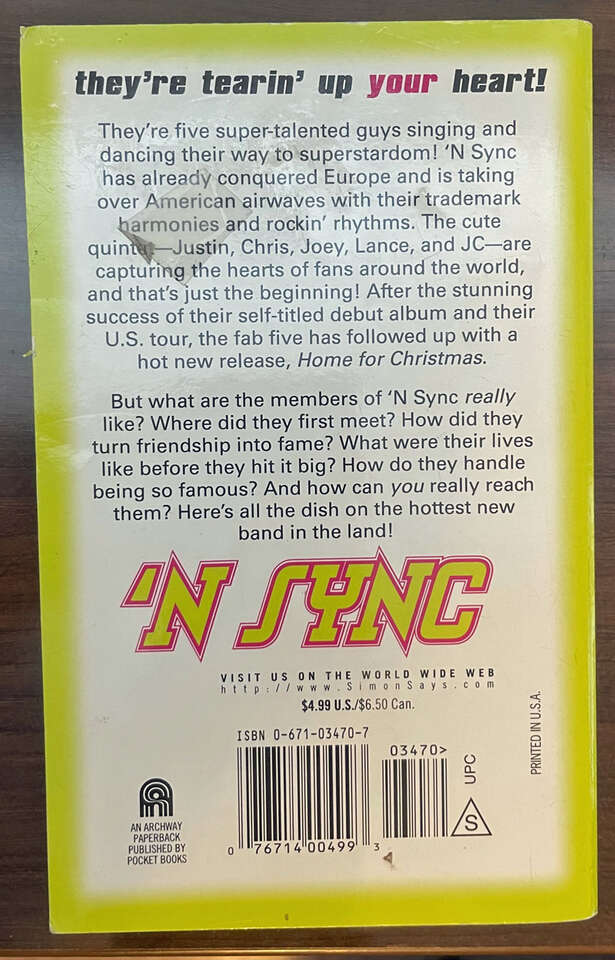 they're tearin' up your heart!
They're five super-talented guys singing and
dancing their way to superstardom! 'N Sync
has already conquered Europe and is taking
over American airwaves with their trademark
harmonies and rockin' rhythms. The cute
quintet—Justin, Chris, Joey, Lance, and JC—are
capturing the hearts of fans around the world,
and that's just the beginning! After the stunning
success of their self-titled debut album and their
U.S. tour, the fab five has followed up with a
hot new release, Home for Christmas.
But what are the members of 'N Sync really
like? Where did they first meet? How did they
turn friendship into fame? What were their lives
like before they hit it big? How do they handle
being so famous? And how can you really reach
them? Here's all the dish on the hottest new
band in the land!
'N SYNC
VISIT US ON THE WORLD WIDE WEB
http://www.SimonSays.com
$4.99 U.S./$6.50 Can.
ISBN 0-671-03470-7
03470>
UPC
S
PRINTED IN U.S.A.
AN ARCHWAY
PAPERBACK
PUBLISHED BY
POCKET BOOKS
0 76714 00499 3